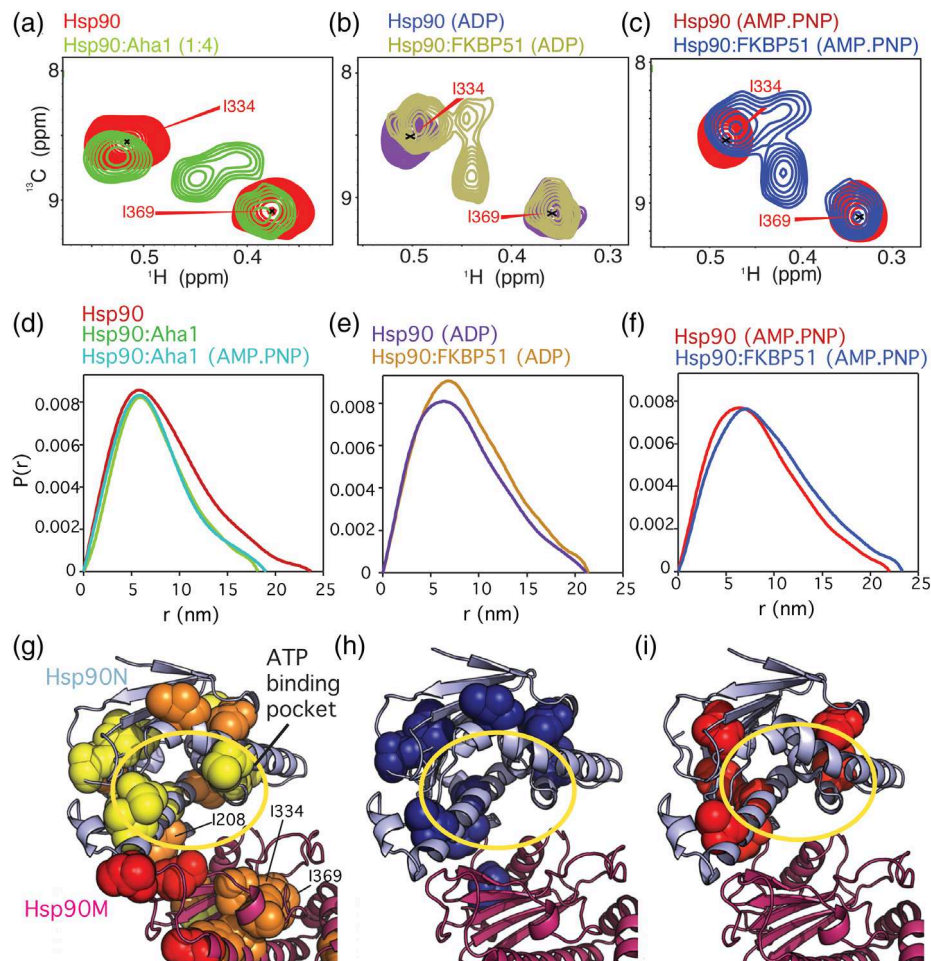 (a)
Hsp90
Hsp90:Aha1 (1:4)
8
9
13C (ppm)
I334
I369
0.5
0.4
1H (ppm)
(b)
Hsp90 (ADP)
Hsp90:FKBP51 (ADP)
8
9
I334
I369
0.5
0.4
0.3
1H (ppm)
(c)
Hsp90 (AMP.PNP)
Hsp90:FKBP51 (AMP.PNP)
8
9
I334
I369
0.5
0.4
0.3
1H (ppm)
(d)
Hsp90
Hsp90:Aha1
Hsp90:Aha1 (AMP.PNP)
P(r)
0.008
0.006
0.004
0.002
0
0 5 10 15 20 25
r (nm)
(e)
Hsp90 (ADP)
Hsp90:FKBP51 (ADP)
0.008
0.006
0.004
0.002
0
0 5 10 15 20 25
r (nm)
(f)
Hsp90 (AMP.PNP)
Hsp90:FKBP51 (AMP.PNP)
0.008
0.006
0.004
0.002
0
0 5 10 15 20 25
r (nm)
(g)
Hsp90N
ATP
binding
pocket
I208
I334
I369
Hsp90M
(h)
(i)